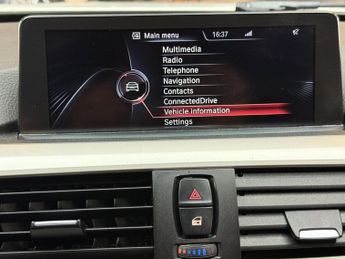 Main menu 16:37
Multimedia
Radio
Telephone
Navigation
Contacts
ConnectedDrive
Vehicle information
Settings